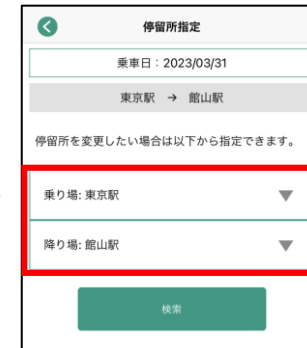 停留所指定
乗車日：2023/03/31
東京駅 → 館山駅
停留所を変更したい場合は以下から指定できます。
乗り場: 東京駅
降り場: 館山駅
検索